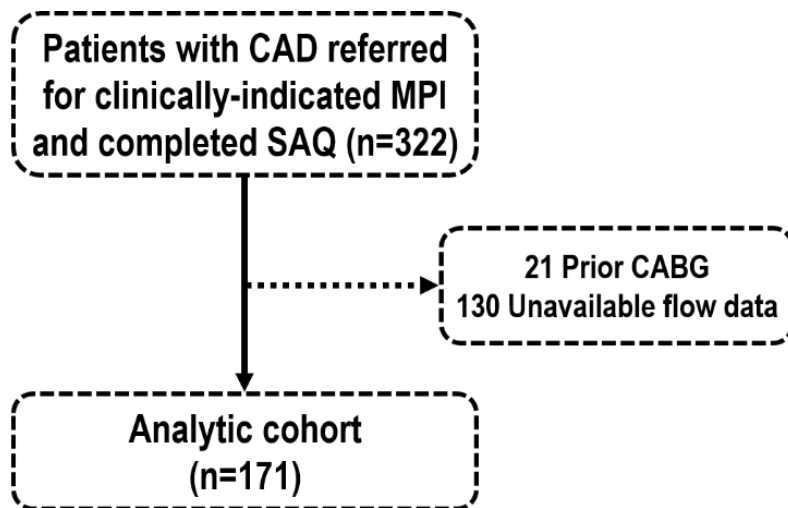 Patients with CAD referred
for clinically-indicated MPI
and completed SAQ (n=322)
21 Prior CABG
130 Unavailable flow data
Analytic cohort
(n=171)